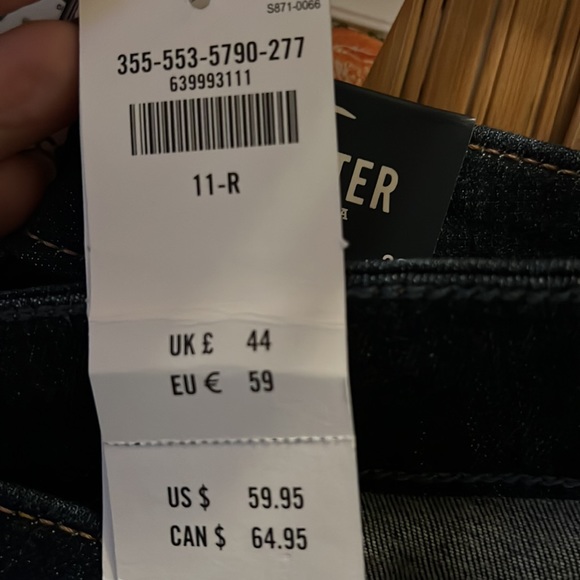 S871-0066
355-553-5790-277
639993111
11-R
TER
UK £ 44
EU € 59
US $ 59.95
CAN $ 64.95